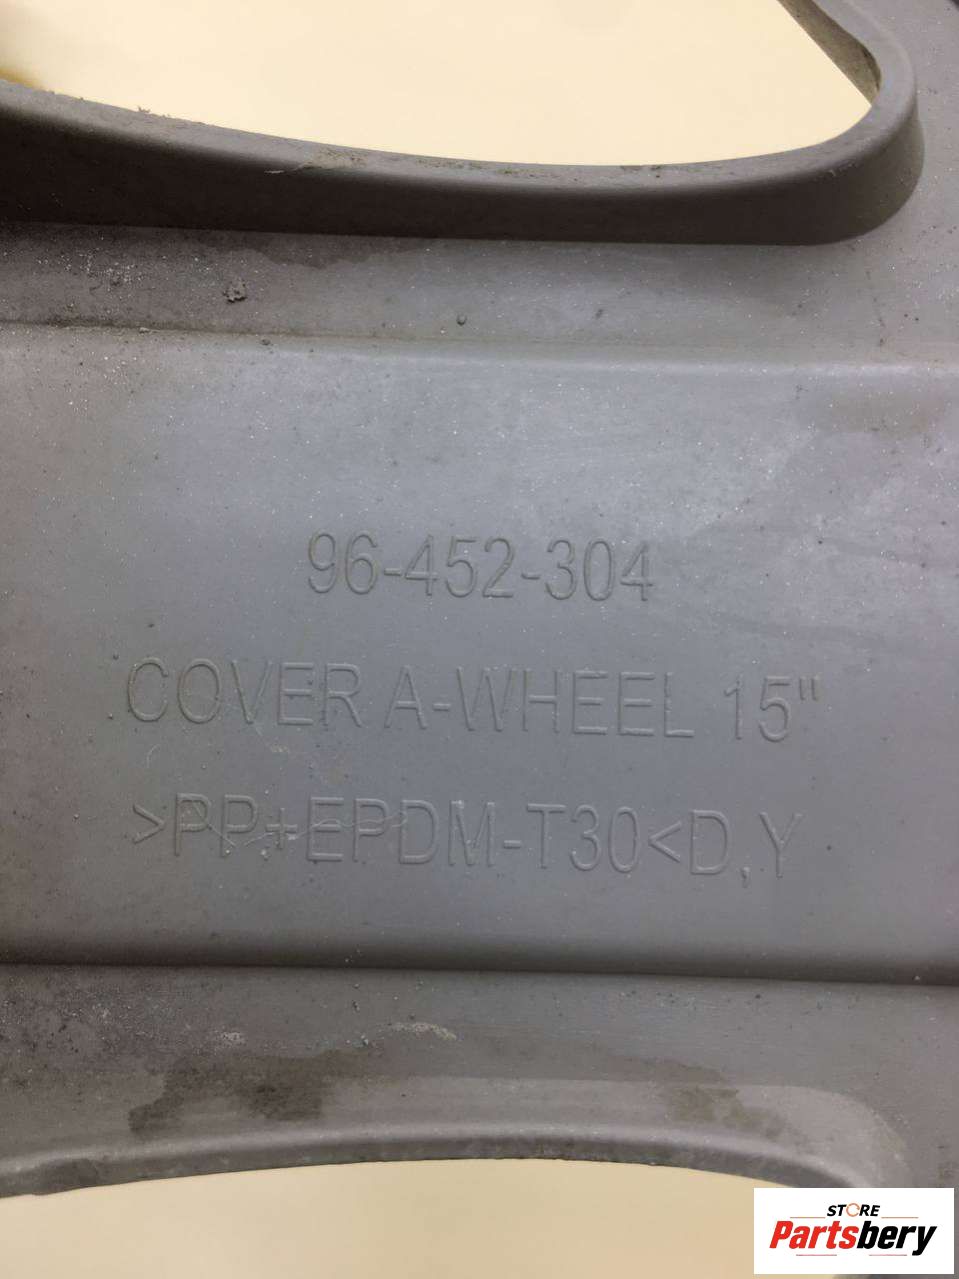 96-452-304
COVER A-WHEEL 15"
>PP+EPDM-T30<D,Y
STORE
Partsbery